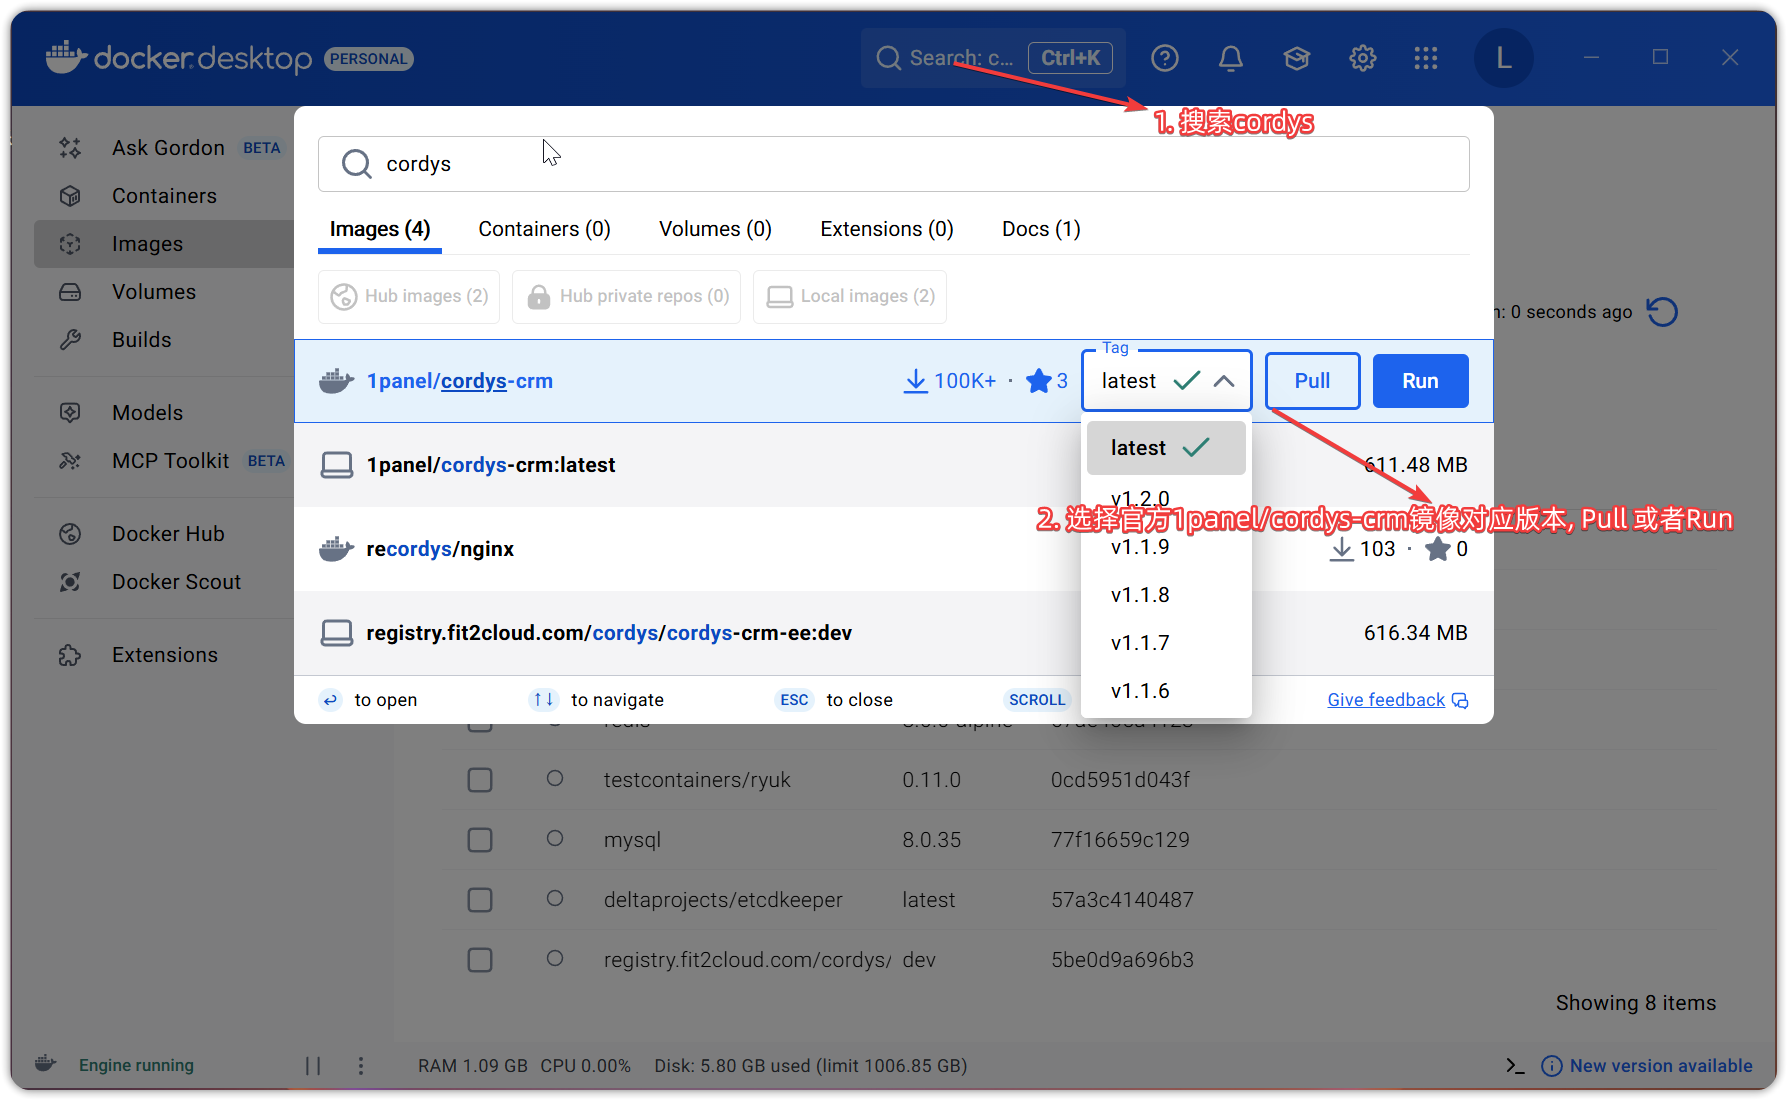 docker desktop PERSONAL
Search: c... Ctrl+K
L
1. 搜索cordys
Ask Gordon BETA
Containers
Images
Volumes
Builds
Models
MCP Toolkit BETA
Docker Hub
Docker Scout
Extensions
cordys
Images (4) Containers (0) Volumes (0) Extensions (0) Docs (1)
Hub images (2) Hub private repos (0) Local images (2)
n: 0 seconds ago
1panel/cordys-crm 100K+ · 3 Tag latest Pull Run
latest
1panel/cordys-crm:latest 611.48 MB
v1.2.0
2. 选择官方1panel/cordys-crm镜像对应版本, Pull 或者Run
v1.1.9
recordys/nginx 103 · 0
v1.1.8
registry.fit2cloud.com/cordys/cordys-crm-ee:dev 616.34 MB
v1.1.7
v1.1.6
to open to navigate ESC to close SCROLL Give feedback
testcontainers/ryuk 0.11.0 0cd5951d043f
mysql 8.0.35 77f16659c129
deltaprojects/etcdkeeper latest 57a3c4140487
registry.fit2cloud.com/cordys/ dev 5be0d9a696b3
Showing 8 items
Engine running RAM 1.09 GB CPU 0.00% Disk: 5.80 GB used (limit 1006.85 GB) New version available